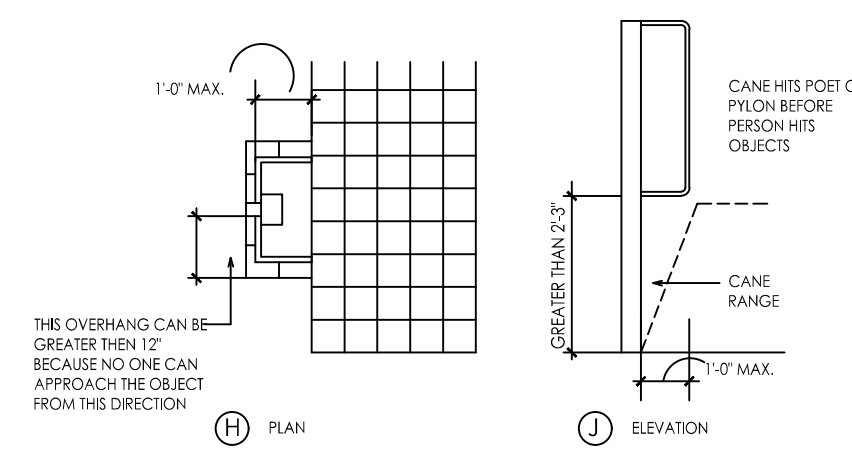 1'-0" MAX.
THIS OVERHANG CAN BE
GREATER THEN 12"
BECAUSE NO ONE CAN
APPROACH THE OBJECT
FROM THIS DIRECTION
H PLAN
CANE HITS POET O
PYLON BEFORE
PERSON HITS
OBJECTS
GREATER THAN 2'-3"
CANE
RANGE
1'-0" MAX.
J ELEVATION